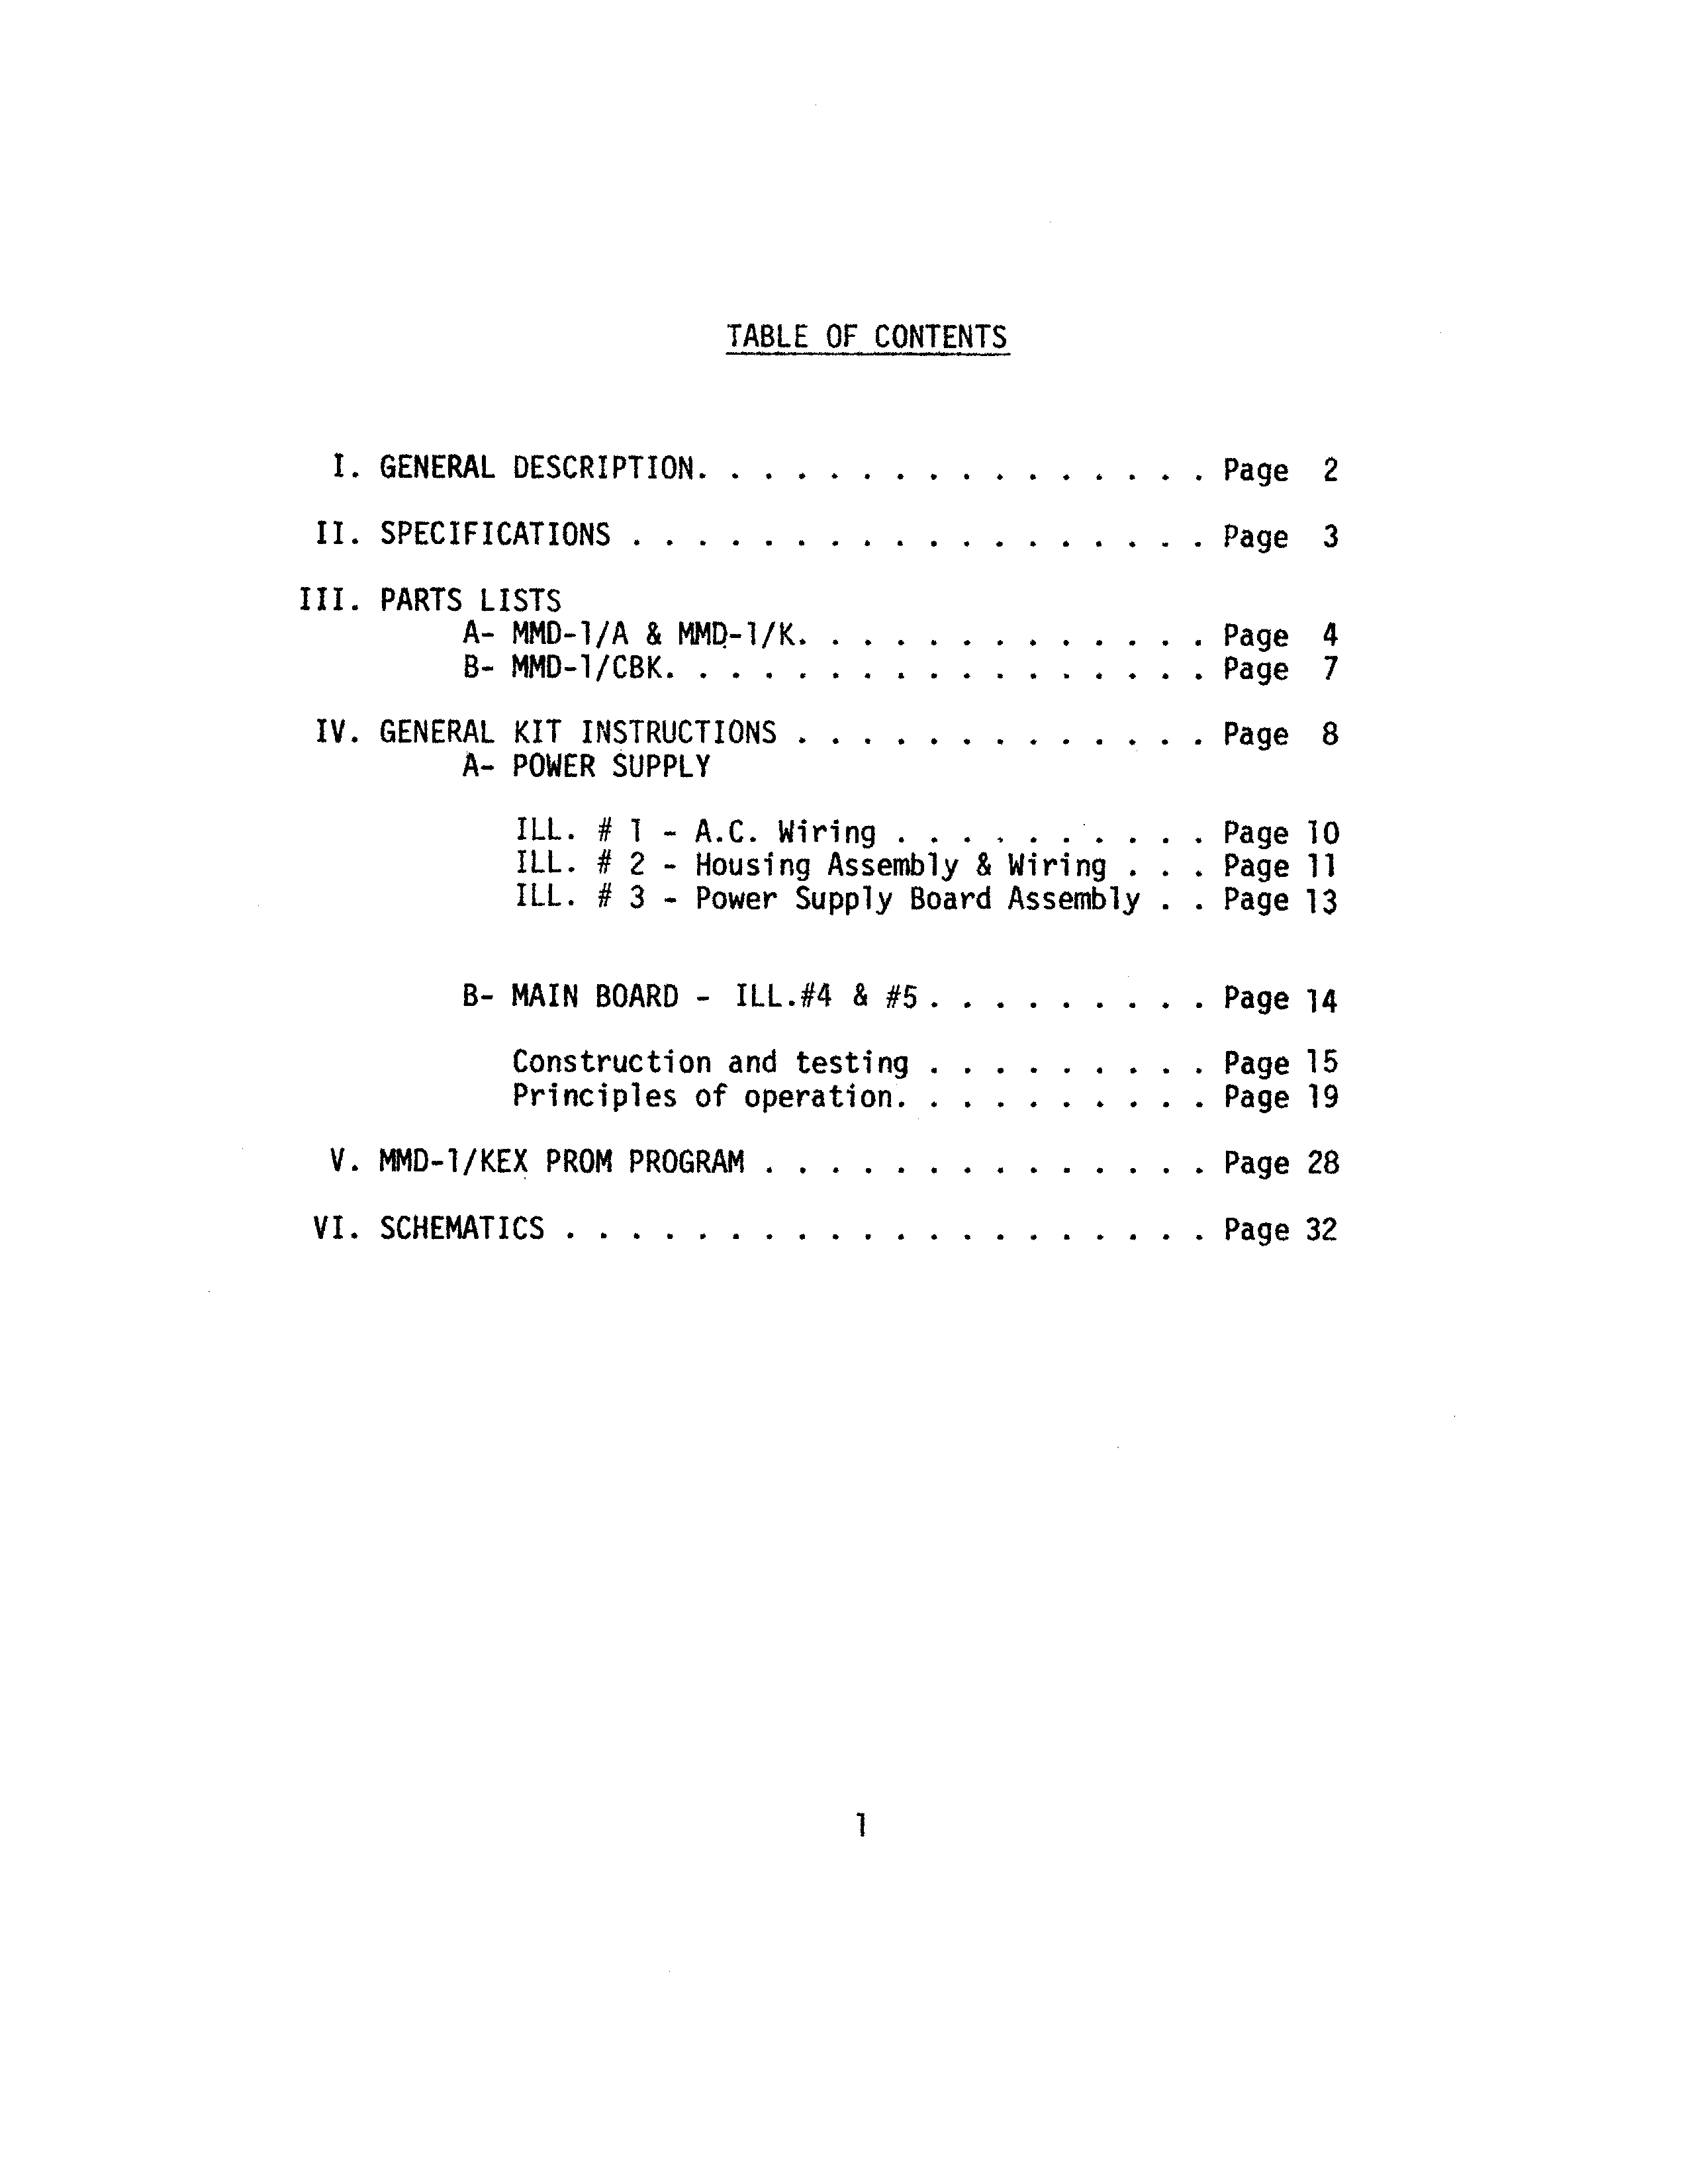 TABLE OF CONTENTS
I. GENERAL DESCRIPTION. . . . . . . . . . . . . . . . Page 2
II. SPECIFICATIONS . . . . . . . . . . . . . . . . . . Page 3
III. PARTS LISTS
A- MMD-1/A & MMD-1/K. . . . . . . . . . . . . Page 4
B- MMD-1/CBK. . . . . . . . . . . . . . . . . Page 7
IV. GENERAL KIT INSTRUCTIONS . . . . . . . . . . . . . Page 8
A- POWER SUPPLY
ILL. # 1 - A.C. Wiring . . . . . . . . . . Page 10
ILL. # 2 - Housing Assembly & Wiring . . . Page 11
ILL. # 3 - Power Supply Board Assembly . . Page 13
B- MAIN BOARD - ILL.#4 & #5 . . . . . . . . . Page 14
Construction and testing . . . . . . . . . Page 15
Principles of operation. . . . . . . . . . Page 19
V. MMD-1/KEX PROM PROGRAM . . . . . . . . . . . . . . Page 28
VI. SCHEMATICS . . . . . . . . . . . . . . . . . . . . Page 32
1